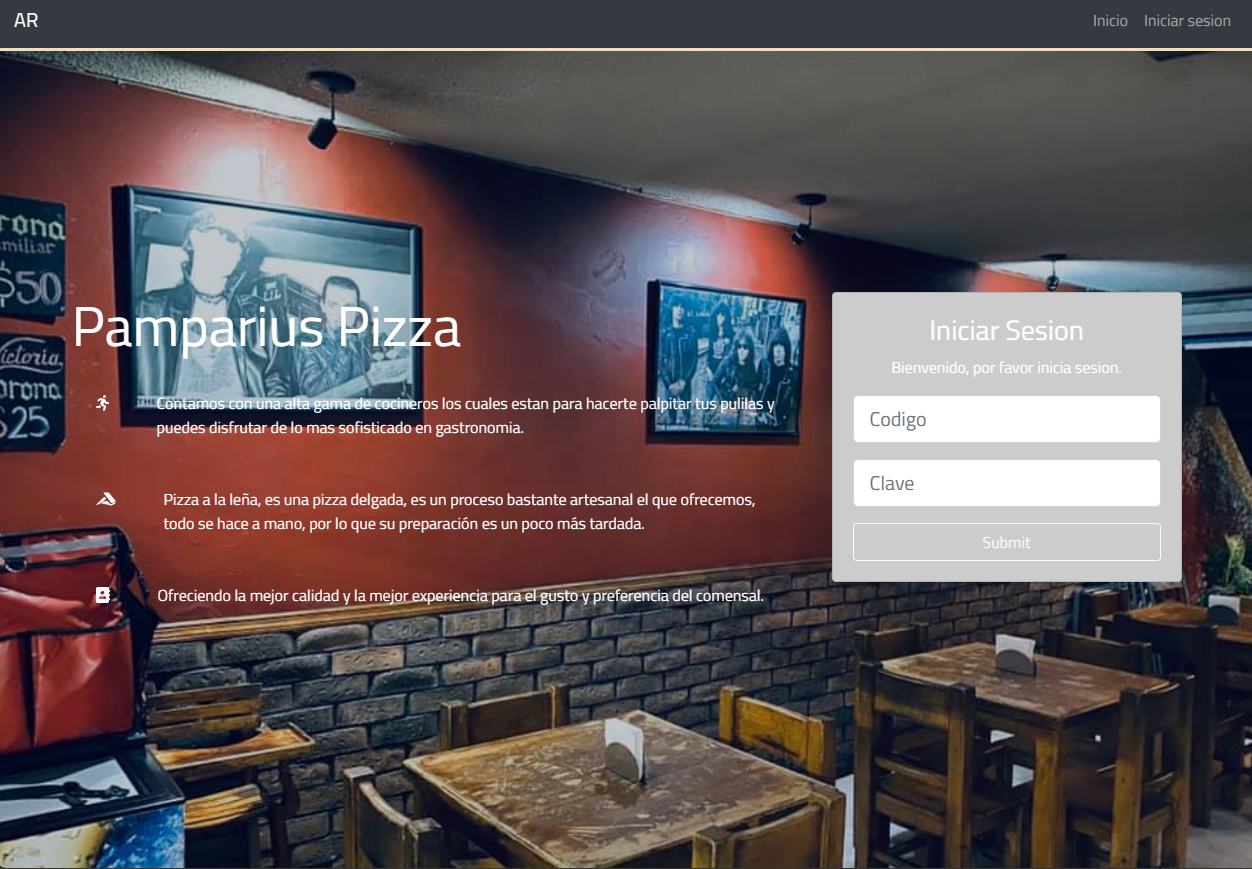 AR
Inicio
Iniciar sesion
rona
miliar
$50
Pamparius Pizza
Victoria.
orona
$25
Contamos con una alta gama de cocineros los cuales estan para hacerte palpitar tus pulilas y
puedes disfrutar de lo mas sofisticado en gastronomia.
Pizza a la leña, es una pizza delgada, es un proceso bastante artesanal el que ofrecemos,
todo se hace a mano, por lo que su preparación es un poco más tardada.
Ofreciendo la mejor calidad y la mejor experiencia para el gusto y preferencia del comensal.
Iniciar Sesion
Bienvenido, por favor inicia sesion.
Codigo
Clave
Submit